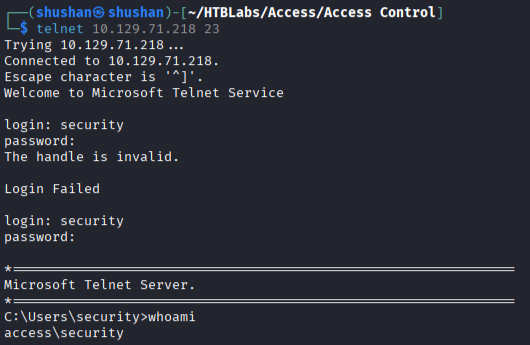 ┌──(shushan㉿shushan)-[~/HTBLabs/Access/Access Control]
└─$ telnet 10.129.71.218 23
Trying 10.129.71.218...
Connected to 10.129.71.218.
Escape character is '^]'.
Welcome to Microsoft Telnet Service
login: security
password:
The handle is invalid.
Login Failed
login: security
password:
*===============================================================
Microsoft Telnet Server.
*===============================================================
C:\Users\security>whoami
access\security